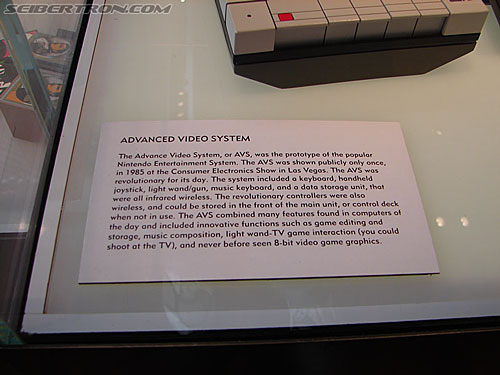 SEIBERTRON.COM
ADVANCED VIDEO SYSTEM
The Advance Video System, or AVS, was the prototype of the popular
Nintendo Entertainment System. The AVS was shown publicly only once,
in 1985 at the Consumer Electronics Show in Las Vegas. The AVS was
revolutionary for its day. The system included a keyboard, handheld
joystick, light wand/gun, music keyboard, and a data storage unit, that
were all infrared wireless. The revolutionary controllers were also
wireless, and could be stored in the front of the main unit, or control deck
when not in use. The AVS combined many features found in computers of
the day and included innovative functions such as game editing and
storage, music composition, light wand-TV game interaction (you could
shoot at the TV), and never before seen 8-bit video game graphics.